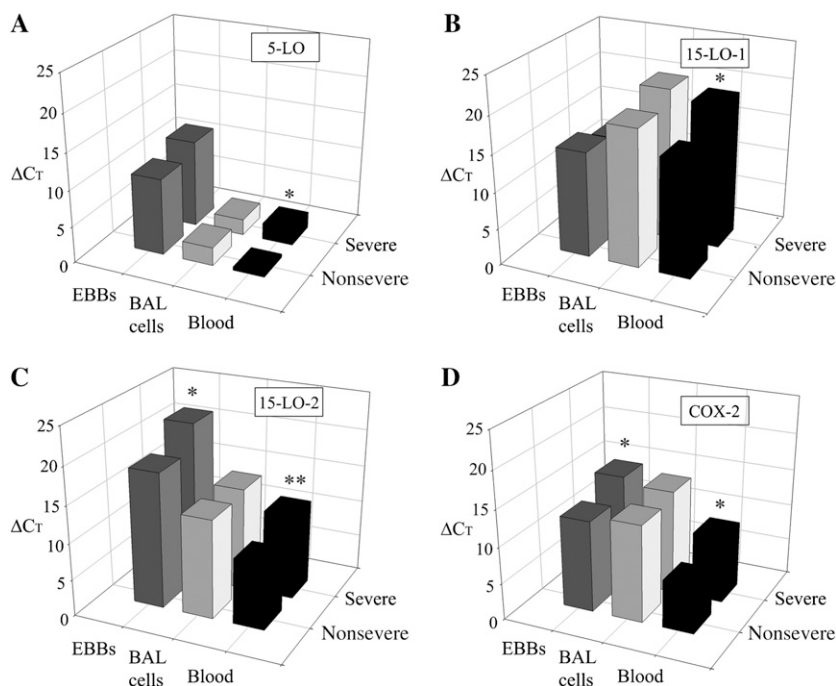 A
5-LO
25
20
15
ΔCT
10
5
0
*
EBBs
BAL
cells
Blood
Severe
Nonsevere
B
15-LO-1
25
20
15
ΔCT
10
5
0
*
EBBs
BAL
cells
Blood
Severe
Nonsevere
C
15-LO-2
25
20
15
ΔCT
10
5
0
*
**
EBBs
BAL
cells
Blood
Severe
Nonsevere
D
COX-2
25
20
15
ΔCT
10
5
0
*
*
EBBs
BAL
cells
Blood
Severe
Nonsevere